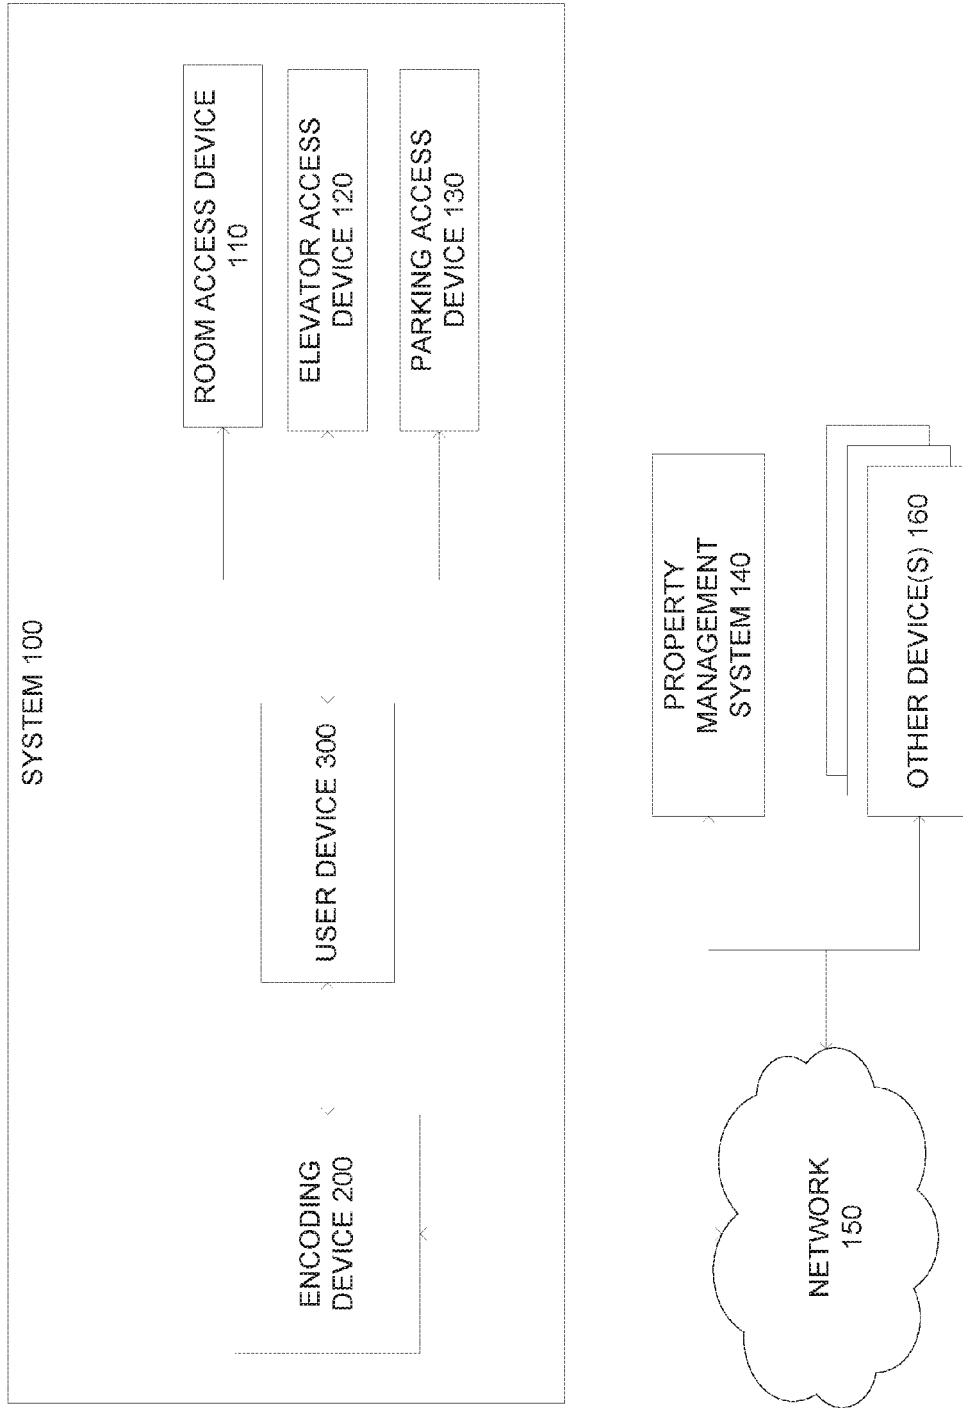 SYSTEM 100
ENCODING
DEVICE 200
USER DEVICE 300
ROOM ACCESS DEVICE
110
ELEVATOR ACCESS
DEVICE 120
PARKING ACCESS
DEVICE 130
NETWORK
150
PROPERTY
MANAGEMENT
SYSTEM 140
OTHER DEVICE(S) 160